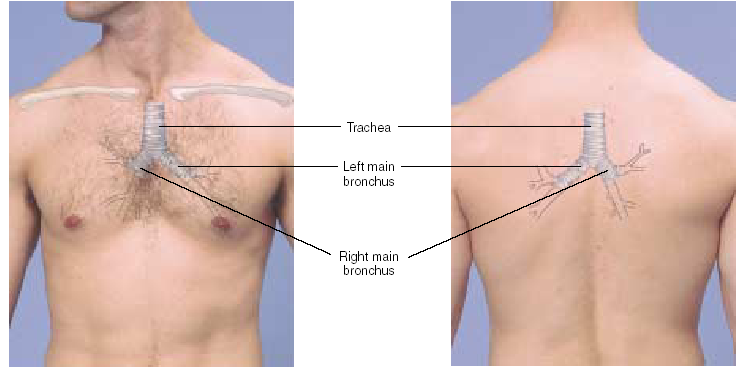 Trachea
Left main
bronchus
Right main
bronchus